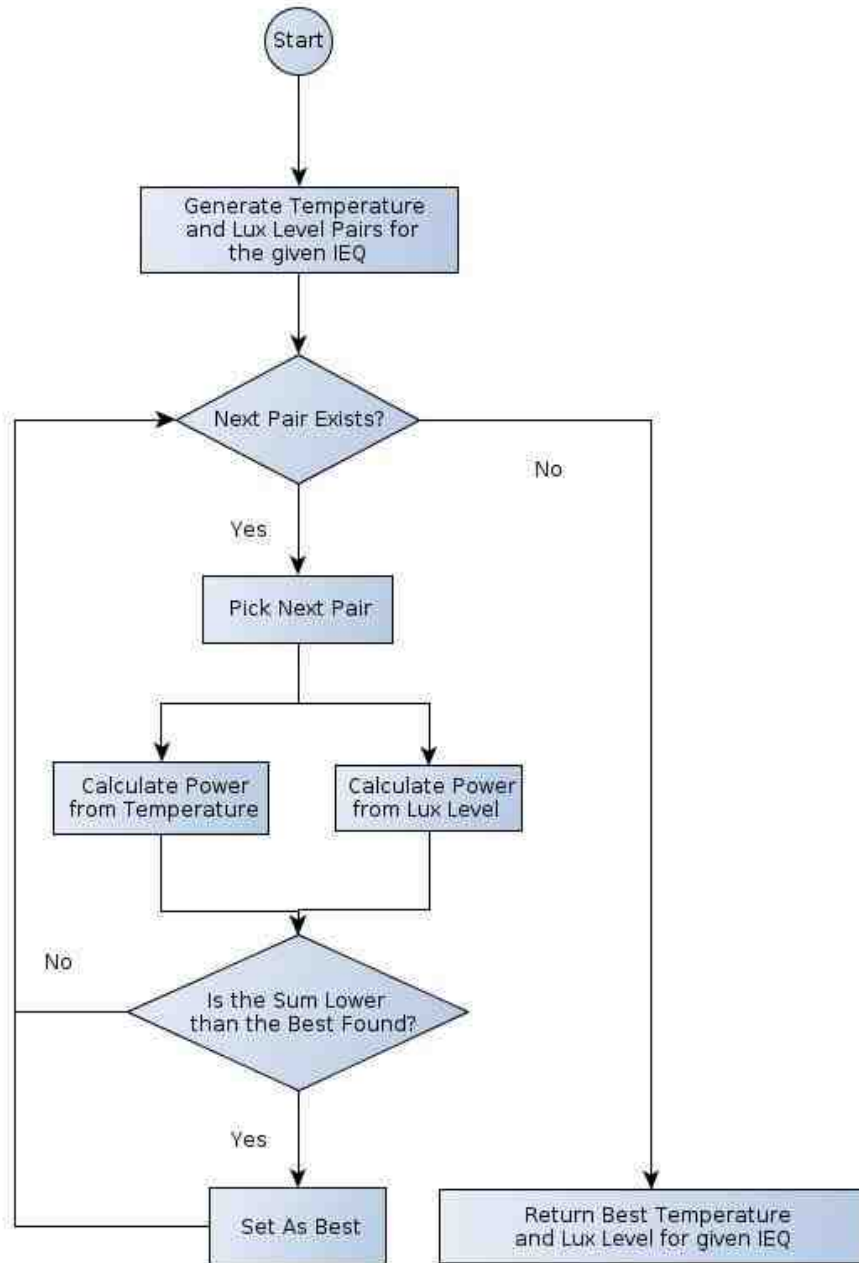 Start
Generate Temperature
and Lux Level Pairs for
the given IEQ
Next Pair Exists?
No
Yes
Pick Next Pair
Calculate Power
from Temperature
Calculate Power
from Lux Level
No
Is the Sum Lower
than the Best Found?
Yes
Set As Best
Return Best Temperature
and Lux Level for given IEQ